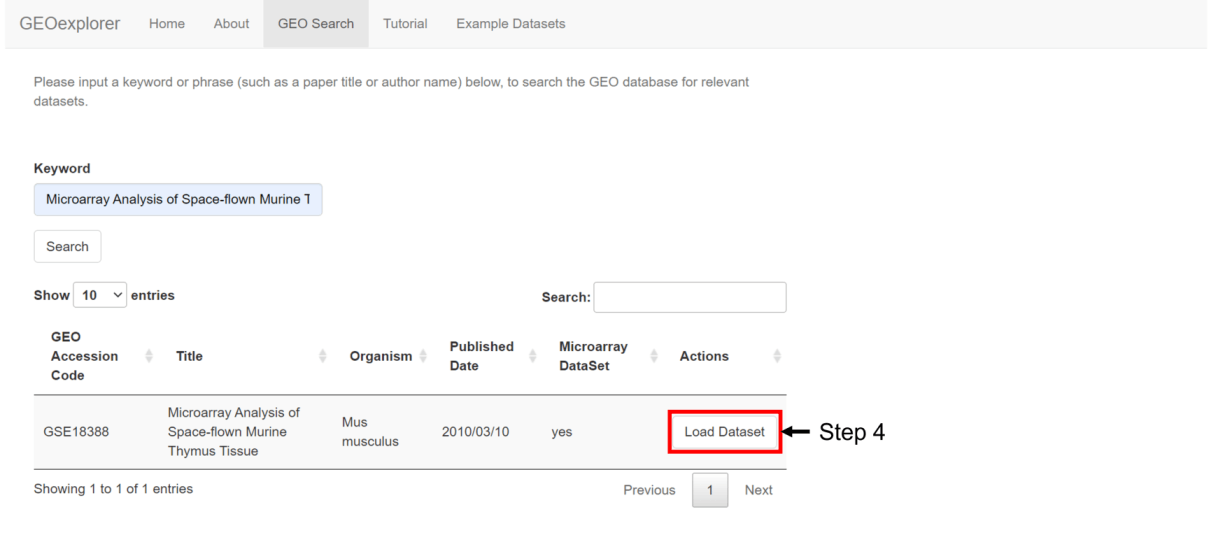 GEOexplorer Home About GEO Search Tutorial Example Datasets
Please input a keyword or phrase (such as a paper title or author name) below, to search the GEO database for relevant
datasets.
Keyword
Microarray Analysis of Space-flown Murine T
Search
Show 10 entries
Search:
GEO
Accession
Code
Title
Organism
Published
Date
Microarray
DataSet
Actions
GSE18388
Microarray Analysis of
Space-flown Murine
Thymus Tissue
Mus
musculus
2010/03/10
yes
Load Dataset
Step 4
Showing 1 to 1 of 1 entries
Previous 1 Next